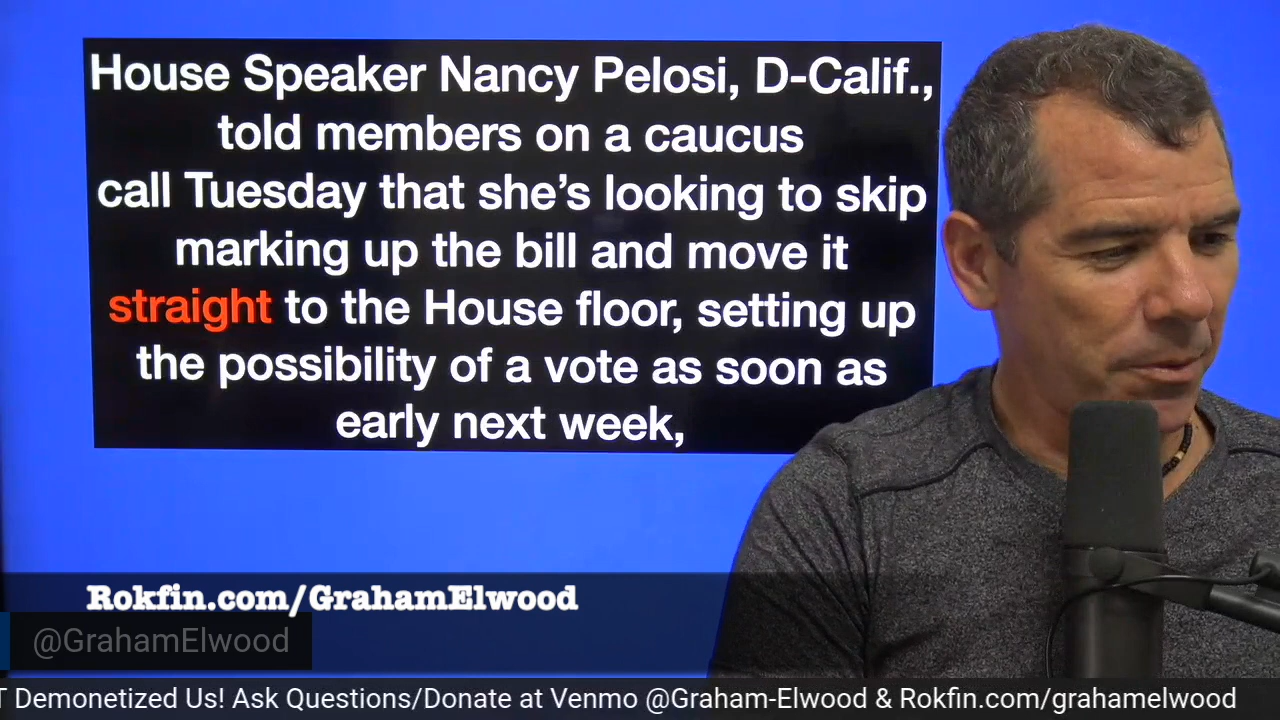 House Speaker Nancy Pelosi, D-Calif.,
told members on a caucus
call Tuesday that she’s looking to skip
marking up the bill and move it
straight to the House floor, setting up
the possibility of a vote as soon as
early next week,
Rokfin.com/GrahamElwood
@GrahamElwood
T Demonetized Us! Ask Questions/Donate at Venmo @Graham-Elwood & Rokfin.com/grahamelwood